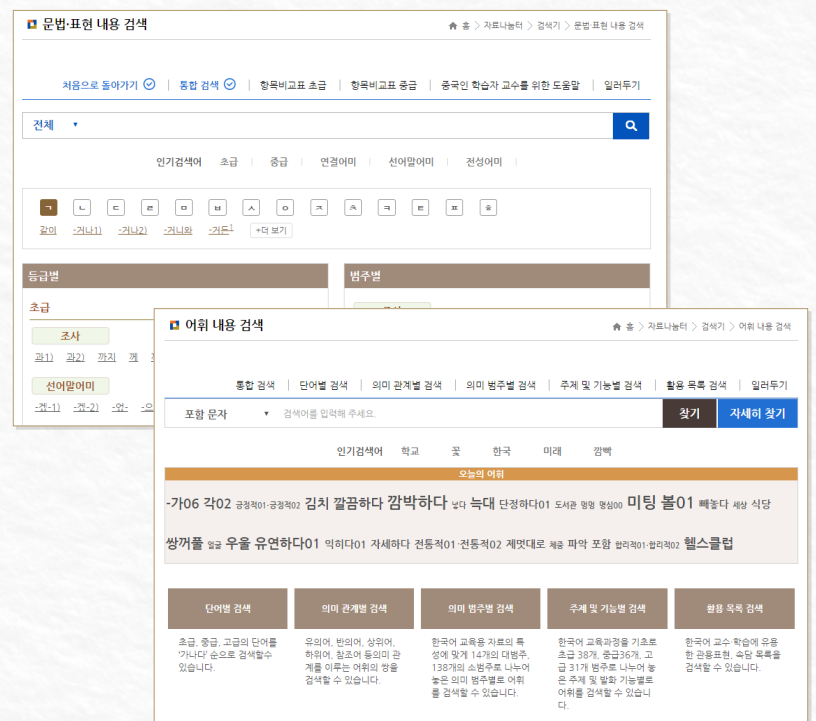 문법·표현 내용 검색
홈 > 자료나눔터 > 검색기 > 문법·표현 내용 검색
처음으로 돌아가기 | 통합 검색 | 항목비교표 초급 | 항목비교표 중급 | 중국인 학습자 교수를 위한 도움말 | 일러두기
전체 ▼
인기검색어 초급 | 중급 | 연결어미 | 선어말어미 | 전성어미 |
ㄱ ㄴ ㄷ ㄹ ㅁ ㅂ ㅅ ㅇ ㅈ ㅊ ㅋ ㅌ ㅍ ㅎ
같이 -거나1) -거나2) -거니와 -거든1 +더 보기
등급별 범주별
초급
조사
과1) 과2) 까지 께
선어말어미
-겠-1) -겠-2) -었-
어휘 내용 검색
홈 > 자료나눔터 > 검색기 > 어휘 내용 검색
통합 검색 | 단어별 검색 | 의미 관계별 검색 | 의미 범주별 검색 | 주제 및 기능별 검색 | 활용 목록 검색 | 일러두기
포함 문자 ▼ 검색어를 입력해 주세요. 찾기 자세히 찾기
인기검색어 학교 꽃 한국 미래 깜빡
오늘의 어휘
-가06 각02 긍정적01·긍정적02 김치 깔끔하다 깜박하다 넣다 늑대 단정하다01 도서관 멍멍 명심00 미팅 볼01 빼놓다 세상 식당
쌍꺼풀 얼굴 우울 유연하다01 익히다01 자세하다 전통적01·전통적02 제멋대로 체중 파악 포함 합리적01·합리적02 헬스클럽
단어별 검색
초급, 중급, 고급의 단어를
'가나다' 순으로 검색할수
있습니다.
의미 관계별 검색
유의어, 반의어, 상위어,
하위어, 참조어 등의미 관
계를 이루는 어휘의 쌍을
검색할 수 있습니다.
의미 범주별 검색
한국어 교육용 자료의 특
성에 맞게 14개의 대범주,
138개의 소범주로 나누어
놓은 의미 범주별로 어휘
를 검색할 수 있습니다.
주제 및 기능별 검색
한국어 교육과정을 기초로
초급 38개, 중급36개, 고
급 31개 범주로 나누어 놓
은 주제 및 발화 기능별로
어휘를 검색할 수 있습니
다.
활용 목록 검색
한국어 교수·학습에 유용
한 관용표현, 속담 목록을
검색할 수 있습니다.